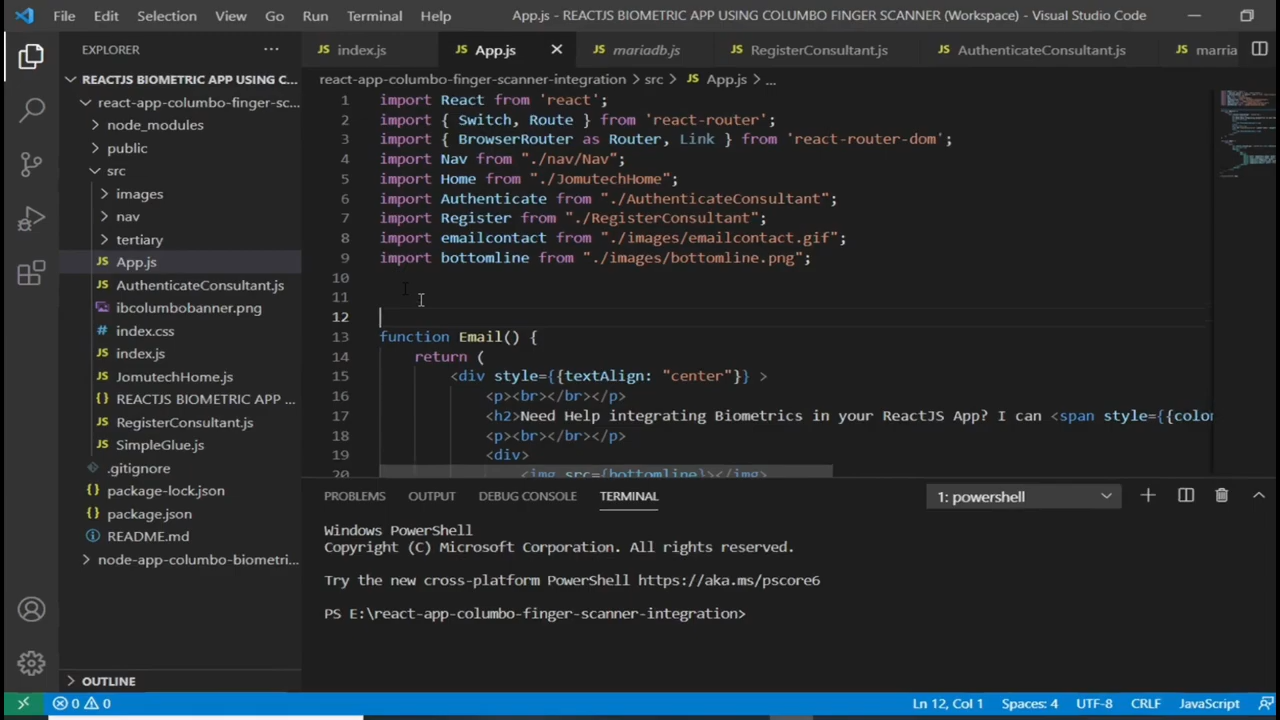 File Edit Selection View Go Run Terminal Help App.js - REACTJS BIOMETRIC APP USING COLUMBO FINGER SCANNER (Workspace) - Visual Studio Code
EXPLORER ...
index.js App.js mariadb.js RegisterConsultant.js AuthenticateConsultant.js marria
REACTJS BIOMETRIC APP USING C...
react-app-columbo-finger-sc...
node_modules
public
src
images
nav
tertiary
App.js
AuthenticateConsultant.js
ibcolumbobanner.png
index.css
index.js
JomutechHome.js
REACTJS BIOMETRIC APP ...
RegisterConsultant.js
SimpleGlue.js
.gitignore
package-lock.json
package.json
README.md
node-app-columbo-biometri...
OUTLINE
react-app-columbo-finger-scanner-integration > src > App.js > ...
1 import React from 'react';
2 import { Switch, Route } from 'react-router';
3 import { BrowserRouter as Router, Link } from 'react-router-dom';
4 import Nav from "./nav/Nav";
5 import Home from "./JomutechHome";
6 import Authenticate from "./AuthenticateConsultant";
7 import Register from "./RegisterConsultant";
8 import emailcontact from "./images/emailcontact.gif";
9 import bottomline from "./images/bottomline.png";
10
11
12
13 function Email() {
14 return (
15 <div style={{textAlign: "center"}} >
16 <p><br></br></p>
17 <h2>Need Help integrating Biometrics in your ReactJS App? I can <span style={{colo
18 <p><br></br></p>
19 <div>
20 <img src={bottomline}></img>
PROBLEMS OUTPUT DEBUG CONSOLE TERMINAL 1: powershell
Windows PowerShell
Copyright (C) Microsoft Corporation. All rights reserved.
Try the new cross-platform PowerShell https://aka.ms/pscore6
PS E:\react-app-columbo-finger-scanner-integration>
0 0 Ln 12, Col 1 Spaces: 4 UTF-8 CRLF JavaScript